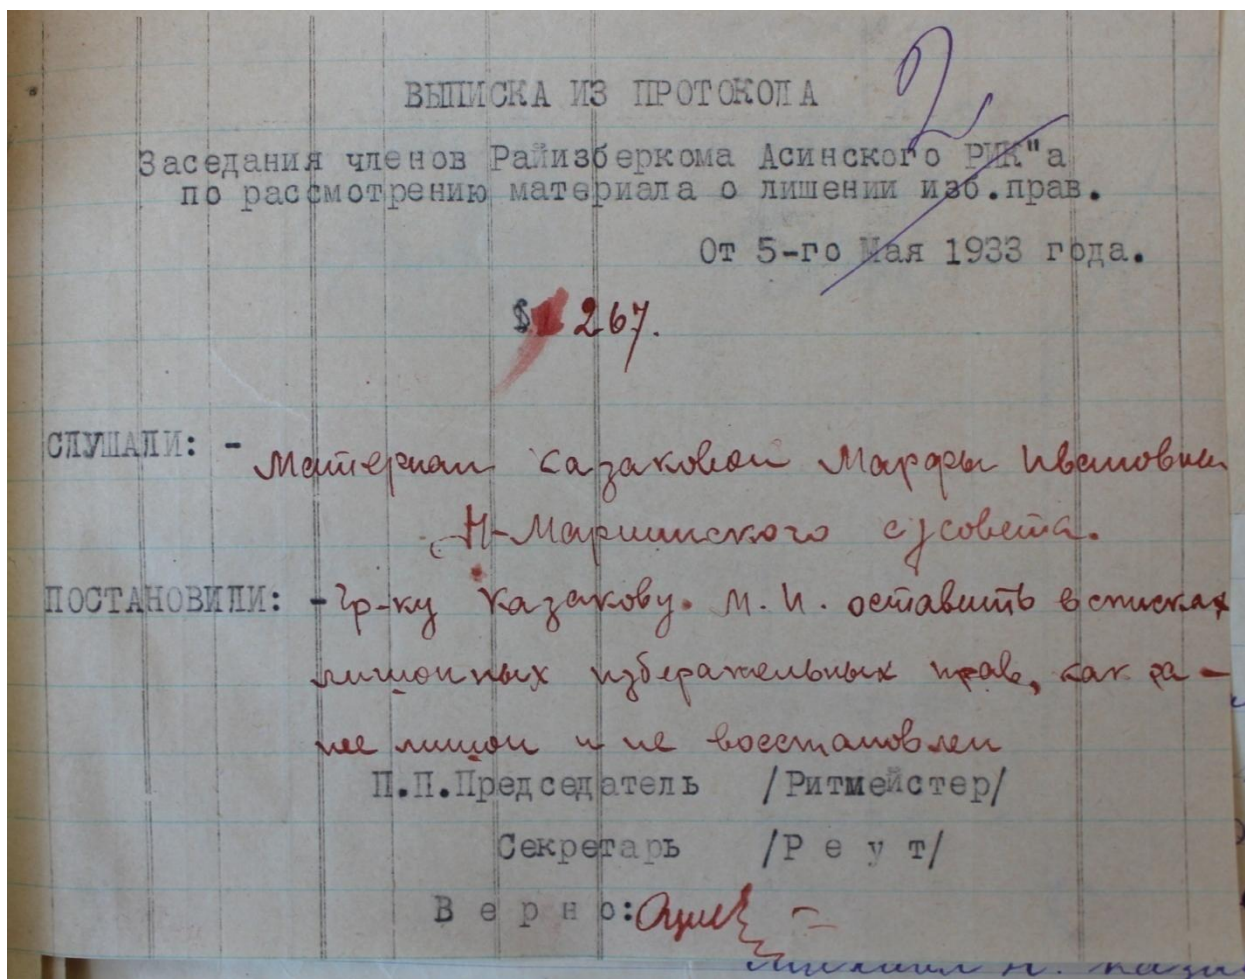 2
ВЫПИСКА ИЗ ПРОТОКОЛА
Заседания членов Райизберкома Асинского РИК"а
по рассмотрению материала о лишении изб.прав.
От 5-го Мая 1933 года.
§ 267.
СЛУШАЛИ: - Материал Казаковой Марфы Ивановны
Н-Мариинского с/совета.
ПОСТАНОВИЛИ: - Гр-ку Казакову. М. И. оставить в списках
лишонных изберательных прав, как ра-
нее лишон и не восстановлен
П.П.Председатель /Ритмейстер/
Секретарь /Р е у т/
В е р н о: